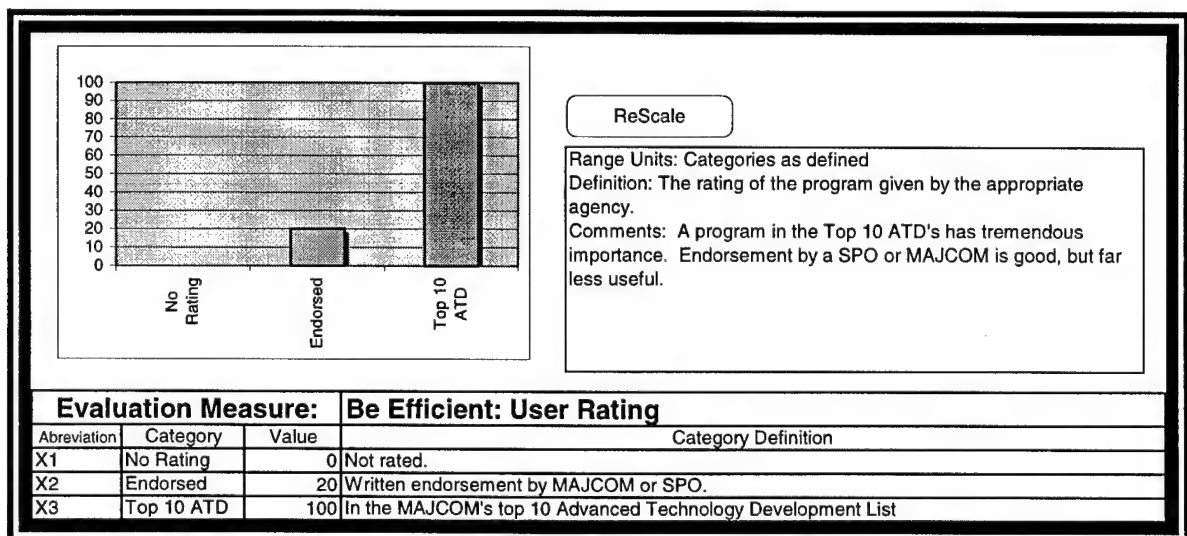 100
90
80
70
60
50
40
30
20
10
0
No
Rating
Endorsed
Top 10
ATD
ReScale
Range Units: Categories as defined
Definition: The rating of the program given by the appropriate
agency.
Comments:  A program in the Top 10 ATD's has tremendous
importance.  Endorsement by a SPO or MAJCOM is good, but far
less useful.
Evaluation Measure: Be Efficient: User Rating
Abreviation Category Value Category Definition
X1 No Rating 0 Not rated.
X2 Endorsed 20 Written endorsement by MAJCOM or SPO.
X3 Top 10 ATD 100 In the MAJCOM's top 10 Advanced Technology Development List